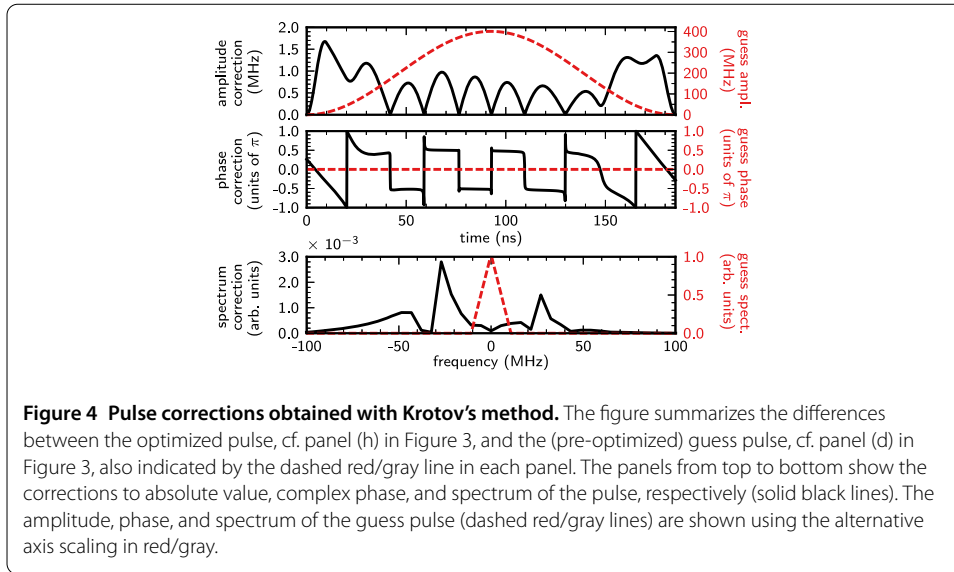 amplitude
correction
(MHz)
2.0
1.5
1.0
0.5
0.0
400
300
200
100
0
guess ampl.
(MHz)
phase
correction
(units of π)
1.0
0.5
0.0
-0.5
-1.0
1.0
0.5
0.0
-0.5
-1.0
guess phase
(units of π)
0 50 100 150
time (ns)
× 10⁻³
spectrum
correction
(arb. units)
3.0
2.0
1.0
0.0
1.0
0.5
0.0
guess spect.
(arb. units)
-100 -50 0 50 100
frequency (MHz)
Figure 4 Pulse corrections obtained with Krotov's method. The figure summarizes the differences
between the optimized pulse, cf. panel (h) in Figure 3, and the (pre-optimized) guess pulse, cf. panel (d) in
Figure 3, also indicated by the dashed red/gray line in each panel. The panels from top to bottom show the
corrections to absolute value, complex phase, and spectrum of the pulse, respectively (solid black lines). The
amplitude, phase, and spectrum of the guess pulse (dashed red/gray lines) are shown using the alternative
axis scaling in red/gray.